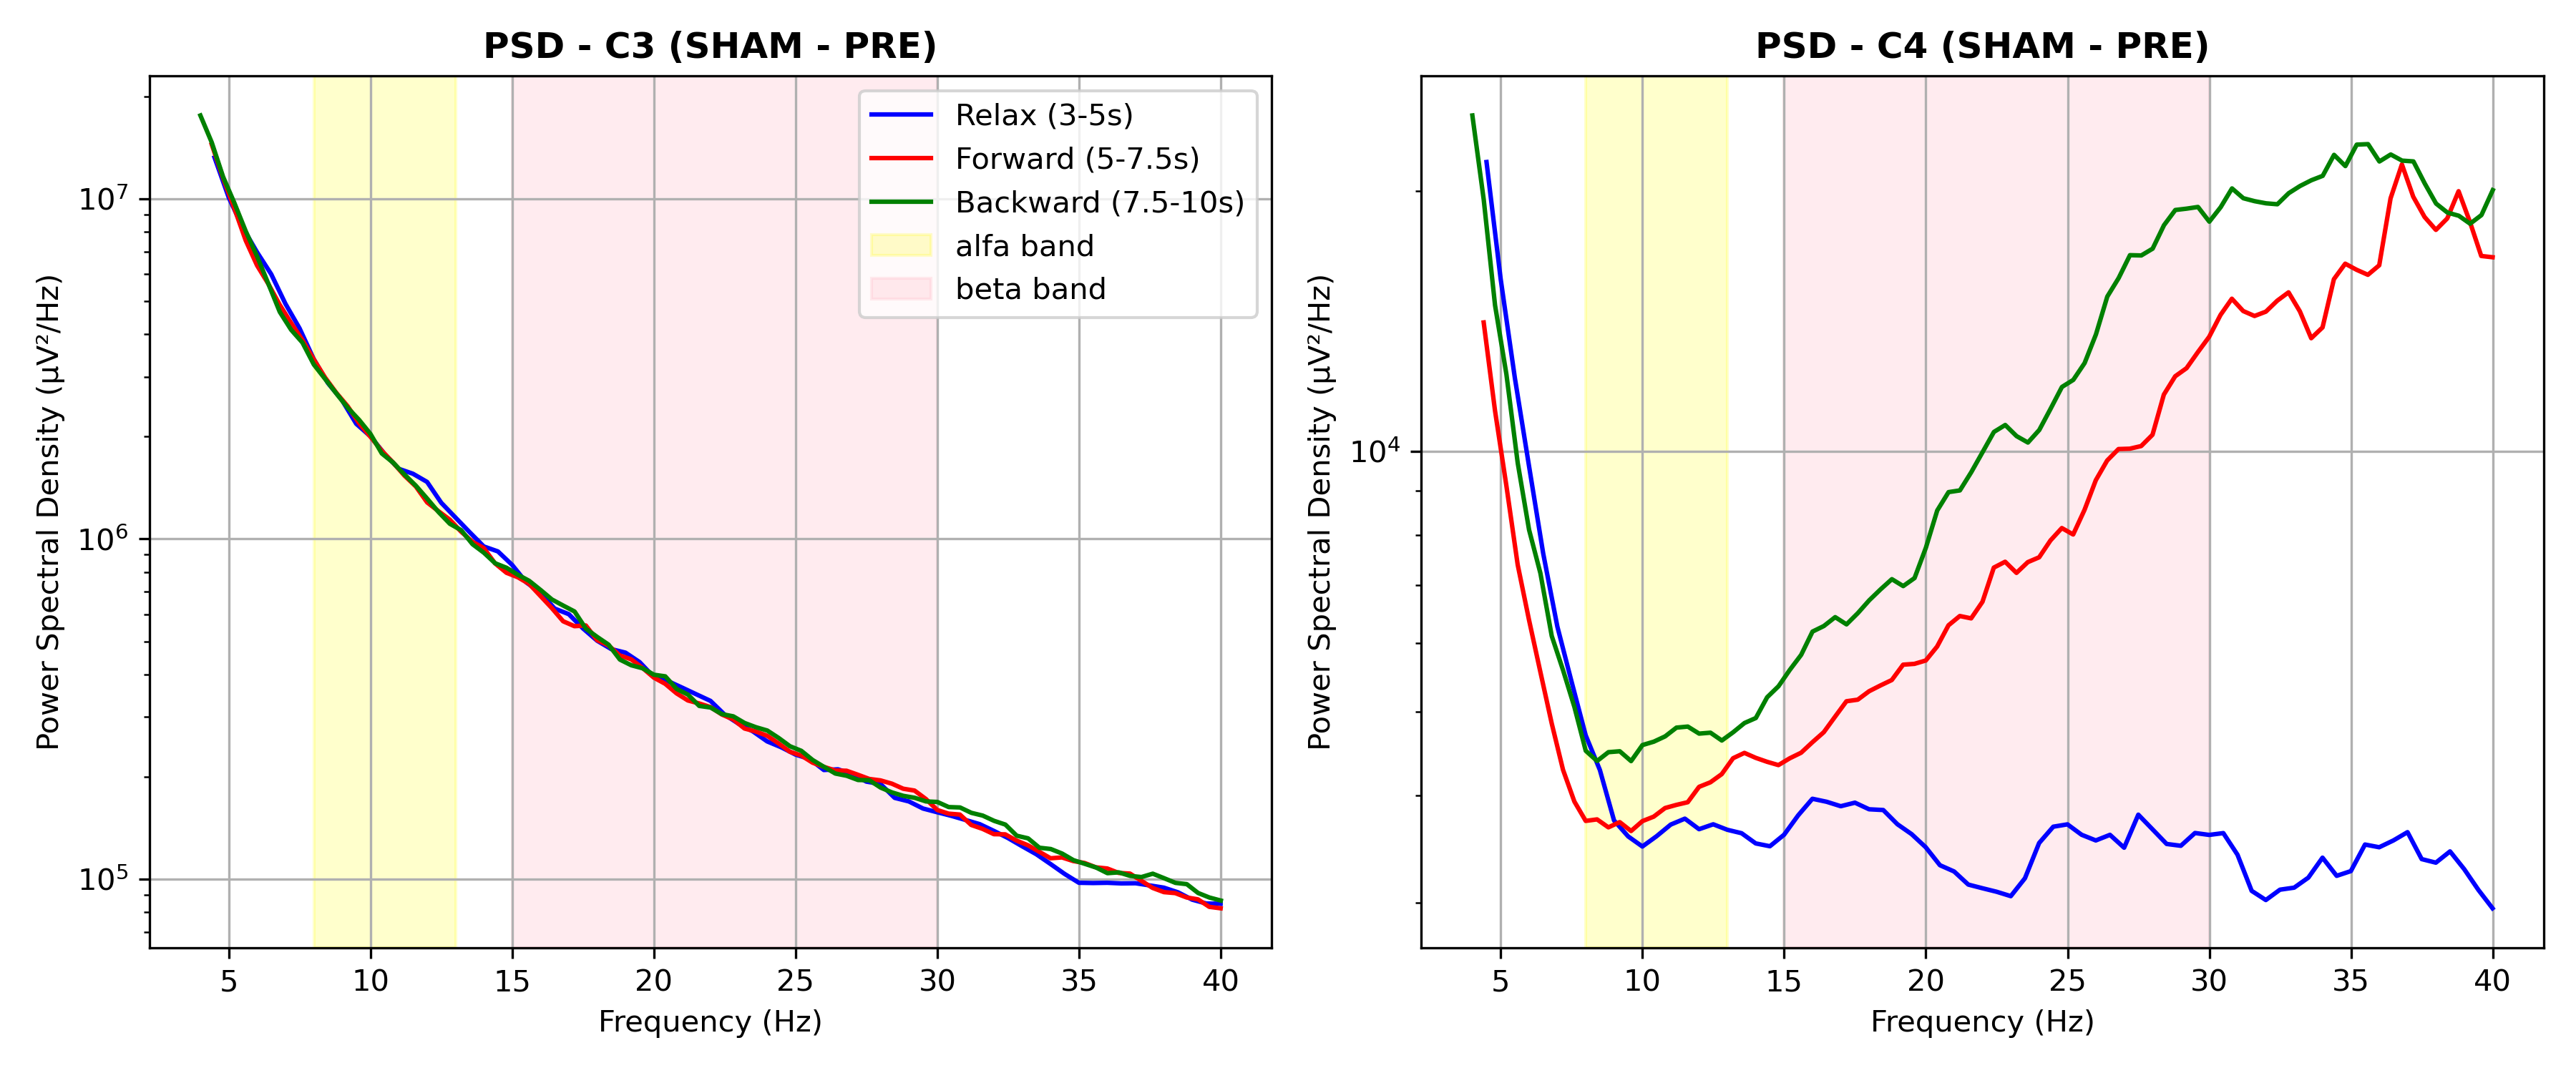 PSD - C3 (SHAM - PRE)
Power Spectral Density (µV²/Hz)
10⁷
10⁶
10⁵
5 10 15 20 25 30 35 40
Frequency (Hz)
Relax (3-5s)
Forward (5-7.5s)
Backward (7.5-10s)
alfa band
beta band
PSD - C4 (SHAM - PRE)
Power Spectral Density (µV²/Hz)
10⁴
5 10 15 20 25 30 35 40
Frequency (Hz)